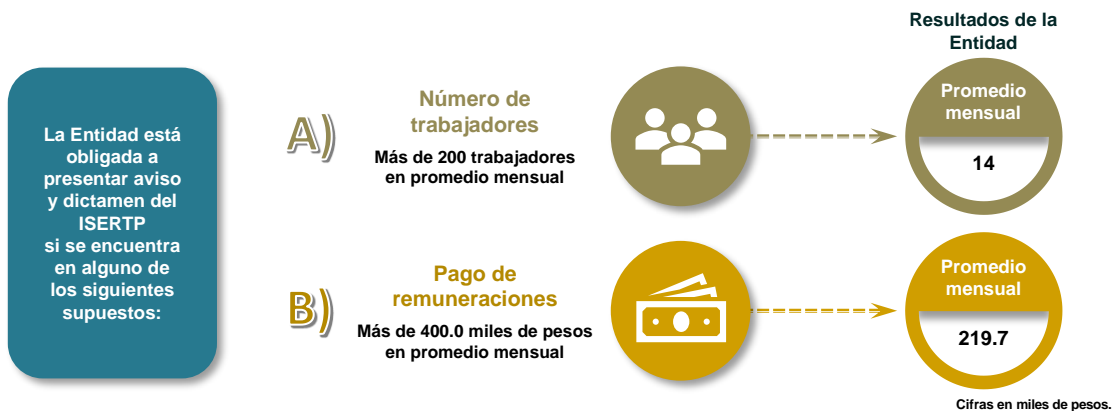 La Entidad está
obligada a
presentar aviso
y dictamen del
ISERTP
si se encuentra
en alguno de
los siguientes
supuestos:
A)
Número de
trabajadores
Más de 200 trabajadores
en promedio mensual
Resultados de la
Entidad
Promedio
mensual
14
B)
Pago de
remuneraciones
Más de 400.0 miles de pesos
en promedio mensual
Promedio
mensual
219.7
Cifras en miles de pesos.